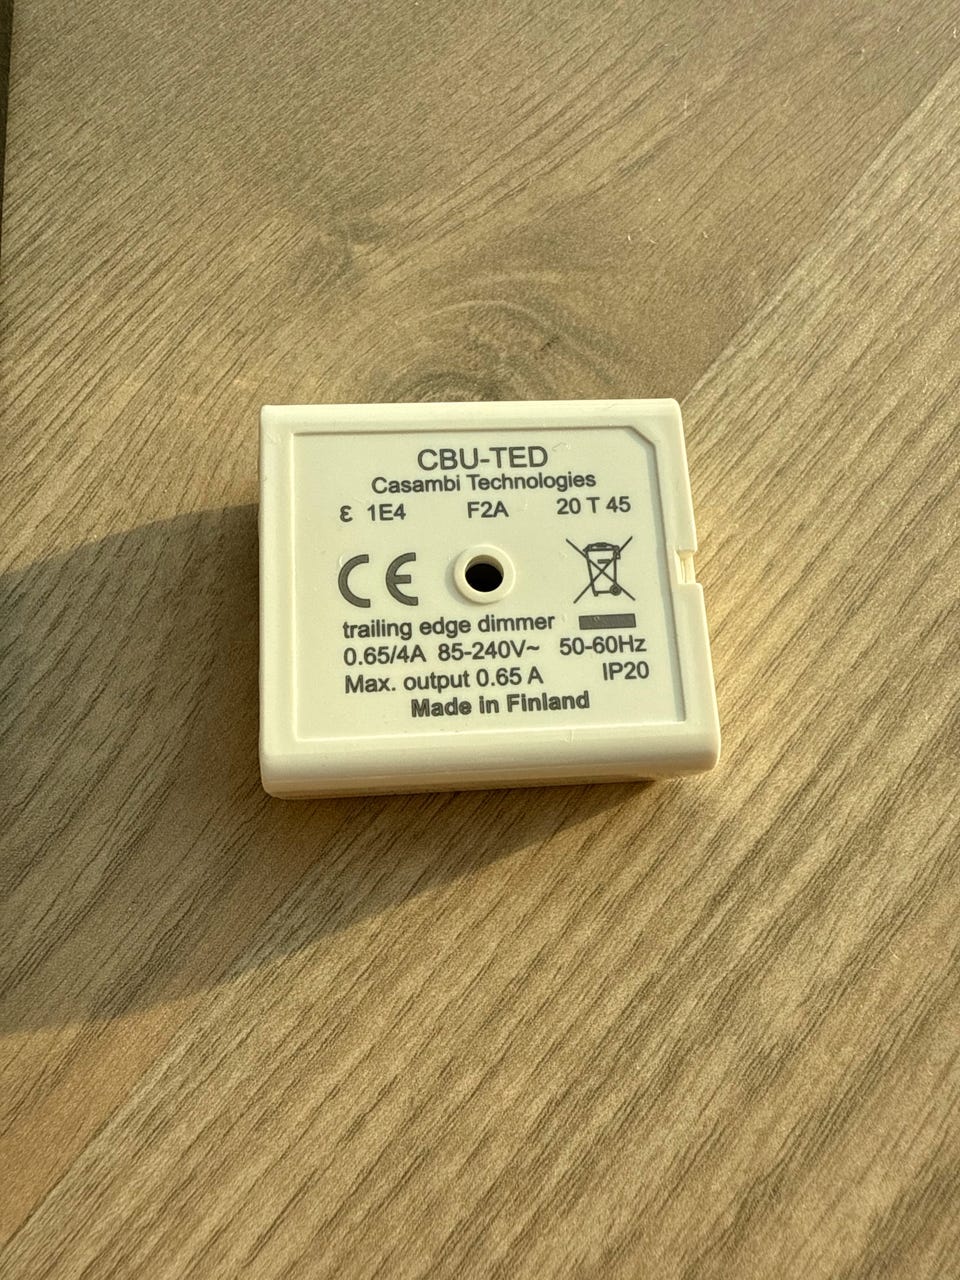 CBU-TED
Casambi Technologies
ε 1E4 F2A 20 T 45
CE
trailing edge dimmer
0.65/4A 85-240V~ 50-60Hz
Max. output 0.65 A IP20
Made in Finland